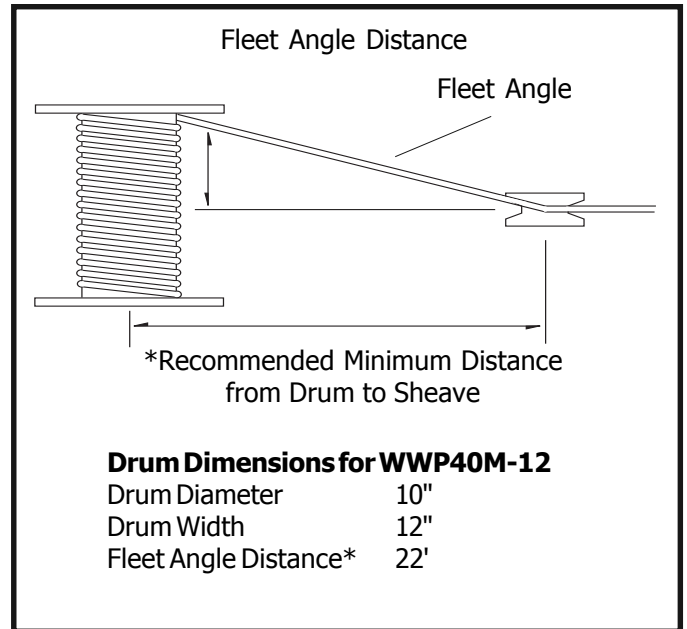 Fleet Angle Distance
Fleet Angle
*Recommended Minimum Distance
from Drum to Sheave
Drum Dimensions for WWP40M-12
Drum Diameter 10"
Drum Width 12"
Fleet Angle Distance* 22'